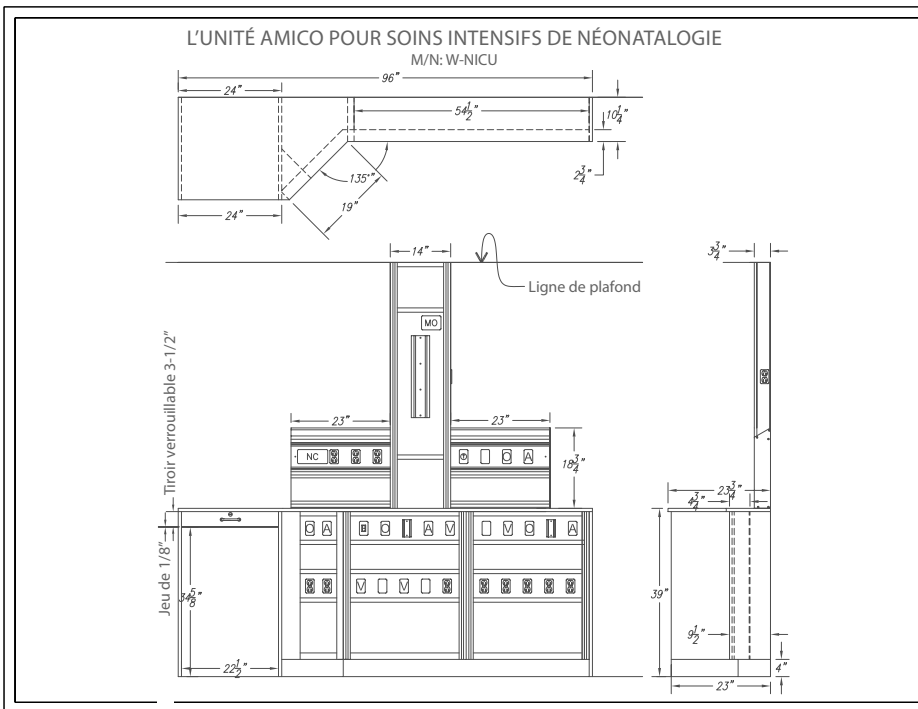 L'UNITÉ AMICO POUR SOINS INTENSIFS DE NÉONATALOGIE
M/N: W-NICU
96"
24"
54 1/2"
10 1/4"
135°"
2 3/4"
19"
24"
14"
3 3/4"
Ligne de plafond
MO
Tiroir verrouillable 3-1/2"
23"
23"
NC
O A
18 3/4"
23 3/4"
4 3/4"
O A
O A V
V O A
Jeu de 1/8"
34 5/8"
V V
39"
9 1/2"
22 1/2"
4"
23"